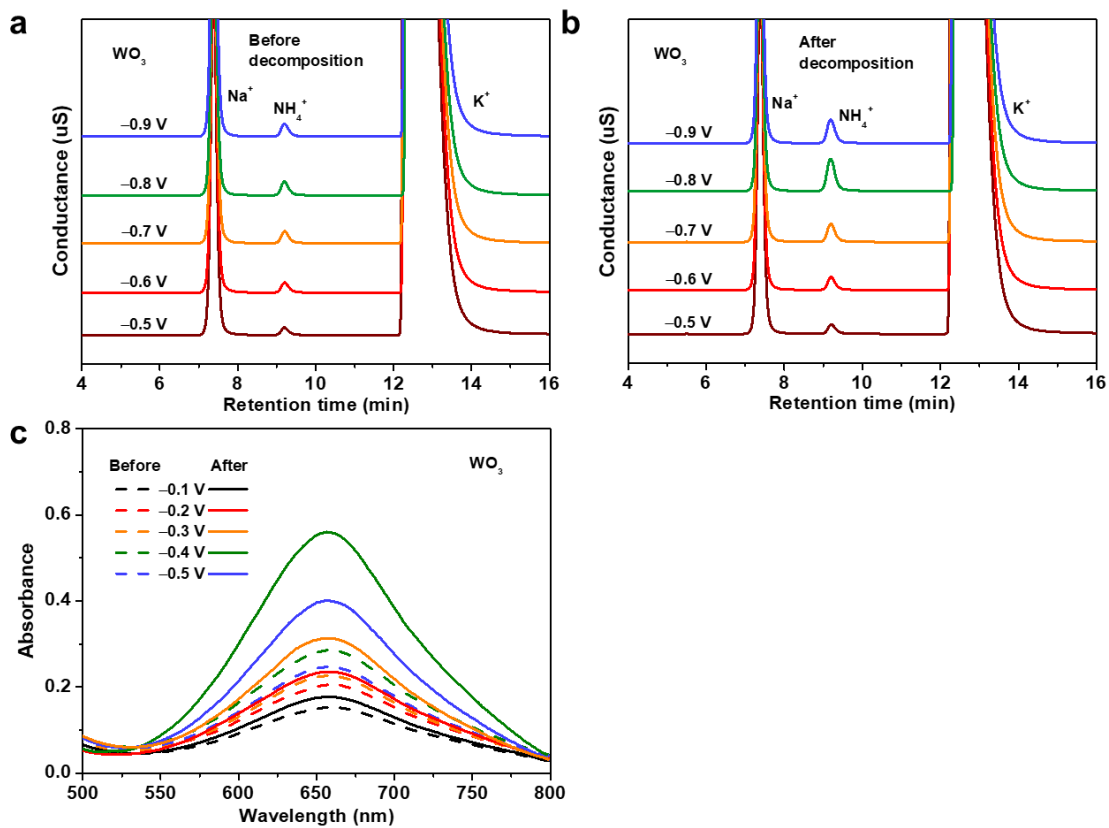 a
WO3
Before
decomposition
Na+
NH4+
K+
−0.9 V
−0.8 V
−0.7 V
−0.6 V
−0.5 V
Conductance (uS)
4 6 8 10 12 14 16
Retention time (min)
b
WO3
After
decomposition
Na+
NH4+
K+
−0.9 V
−0.8 V
−0.7 V
−0.6 V
−0.5 V
Conductance (uS)
4 6 8 10 12 14 16
Retention time (min)
c
Before After
WO3
−0.1 V
−0.2 V
−0.3 V
−0.4 V
−0.5 V
0.8
0.6
0.4
0.2
0.0
Absorbance
500 550 600 650 700 750 800
Wavelength (nm)